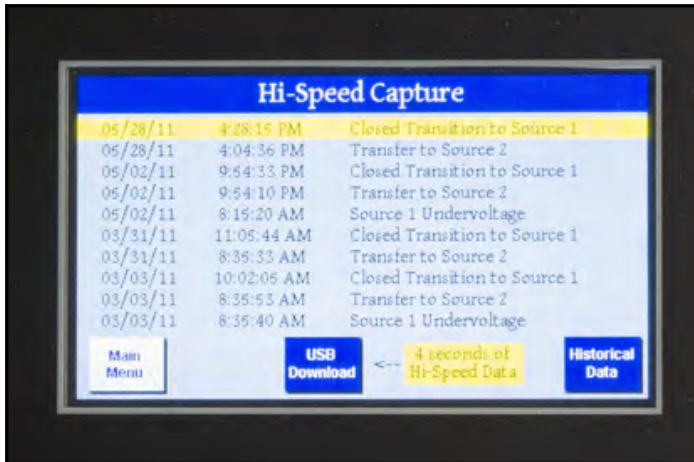 Hi-Speed Capture
05/28/11 4:28:15 PM Closed Transition to Source 1
05/28/11 4:04:36 PM Transfer to Source 2
05/02/11 9:54:33 PM Closed Transition to Source 1
05/02/11 9:54:10 PM Transfer to Source 2
05/02/11 8:15:20 AM Source 1 Undervoltage
03/31/11 11:05:44 AM Closed Transition to Source 1
03/31/11 8:35:33 AM Transfer to Source 2
03/03/11 10:02:05 AM Closed Transition to Source 1
03/03/11 8:35:53 AM Transfer to Source 2
03/03/11 8:35:40 AM Source 1 Undervoltage
Main
Menu
USB
Download
<--
4 seconds of
Hi-Speed Data
Historical
Data